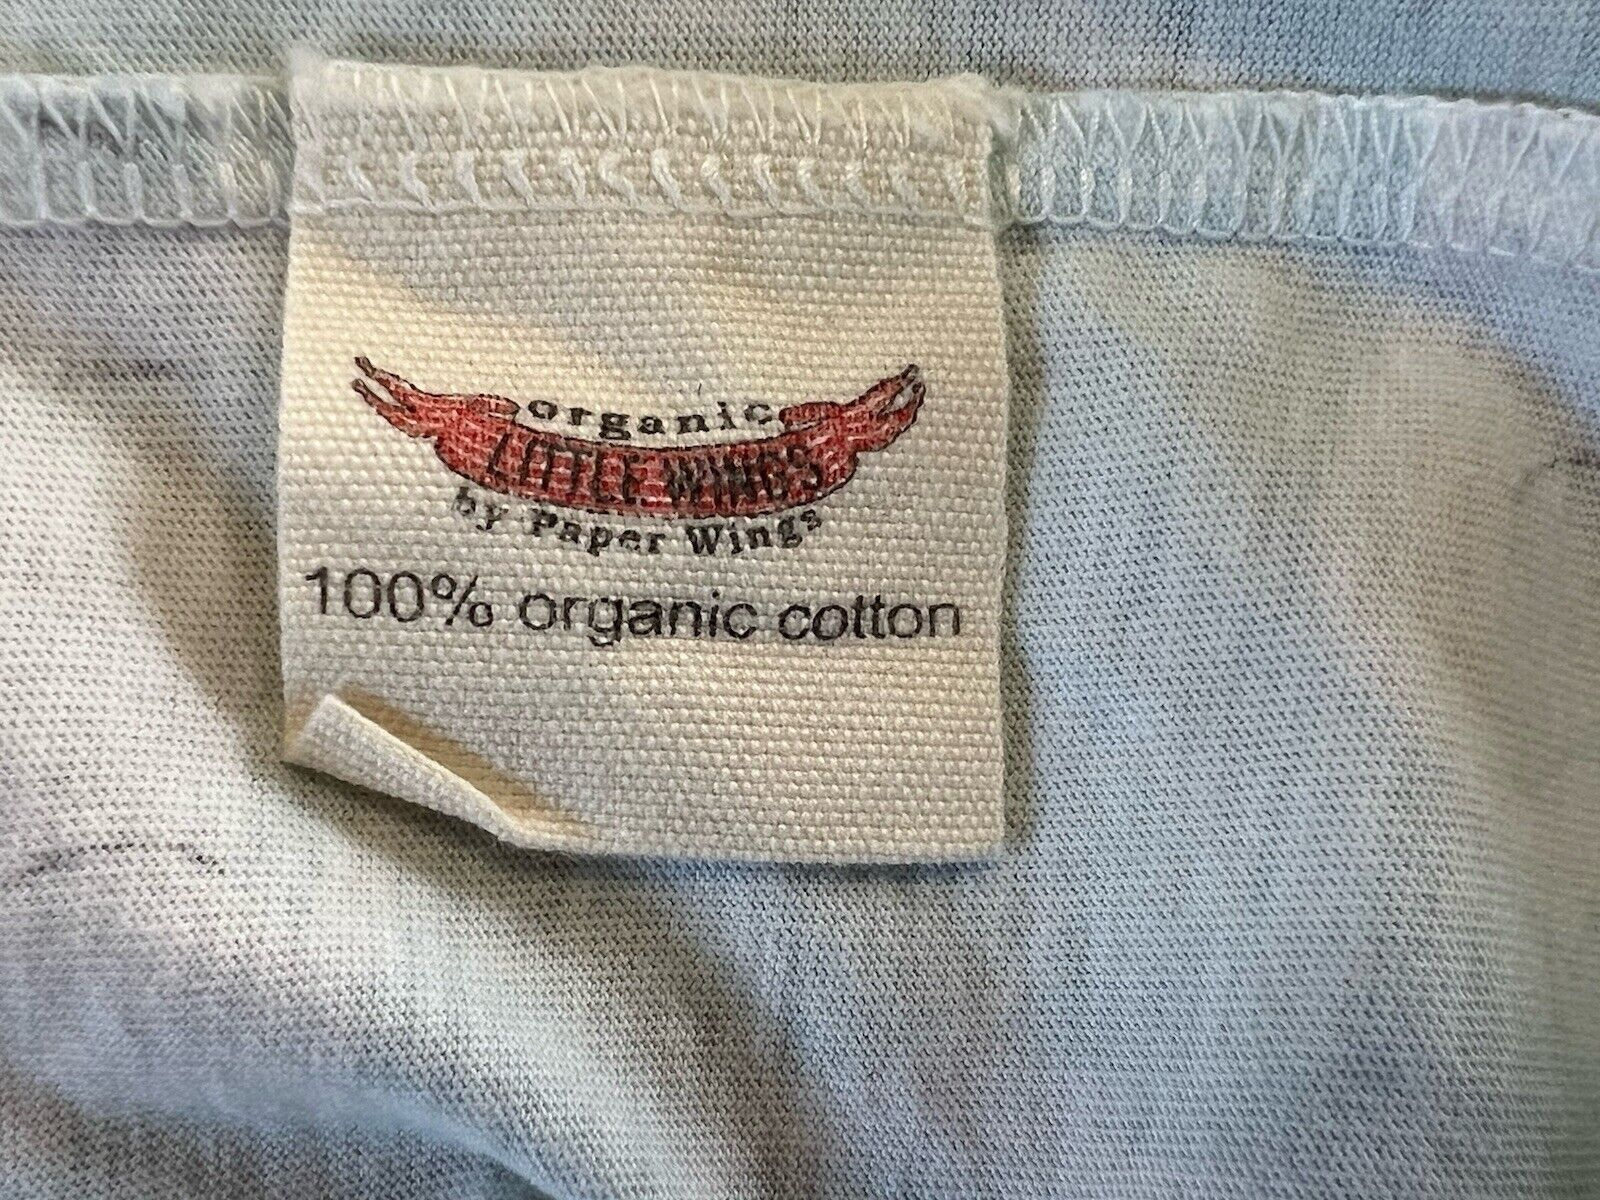 organic
LITTLE WINGS
by Paper Wings
100% organic cotton